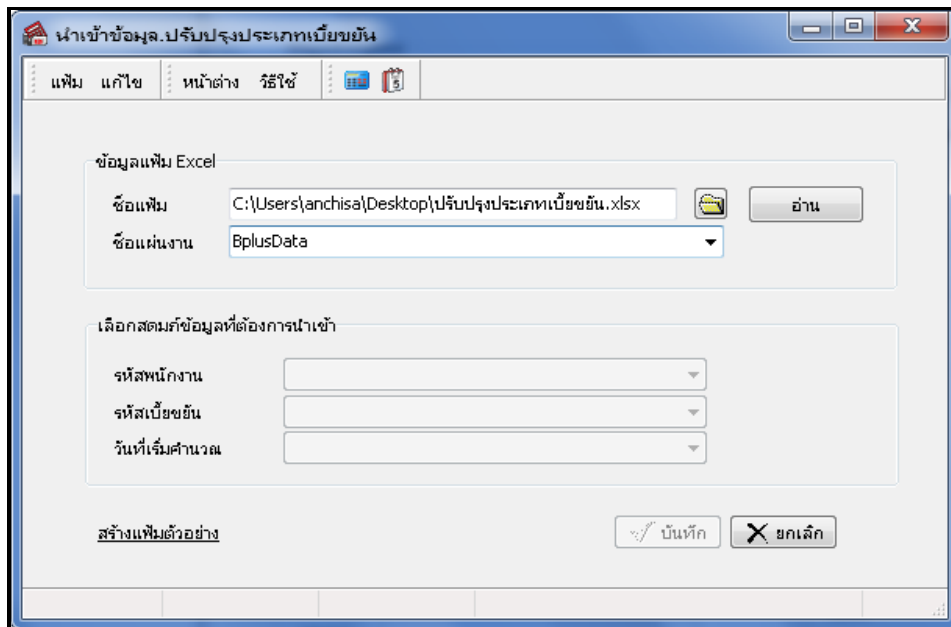 นำเข้าข้อมูล.ปรับปรุงประเภทเบี้ยขยัน
แฟ้ม แก้ไข หน้าต่าง วิธีใช้
ข้อมูลแฟ้ม Excel
ชื่อแฟ้ม C:\Users\anchisa\Desktop\ปรับปรุงประเภทเบี้ยขยัน.xlsx อ่าน
ชื่อแผ่นงาน BplusData
เลือกสดมภ์ข้อมูลที่ต้องการนำเข้า
รหัสพนักงาน
รหัสเบี้ยขยัน
วันที่เริ่มคำนวณ
สร้างแฟ้มตัวอย่าง บันทึก ยกเลิก